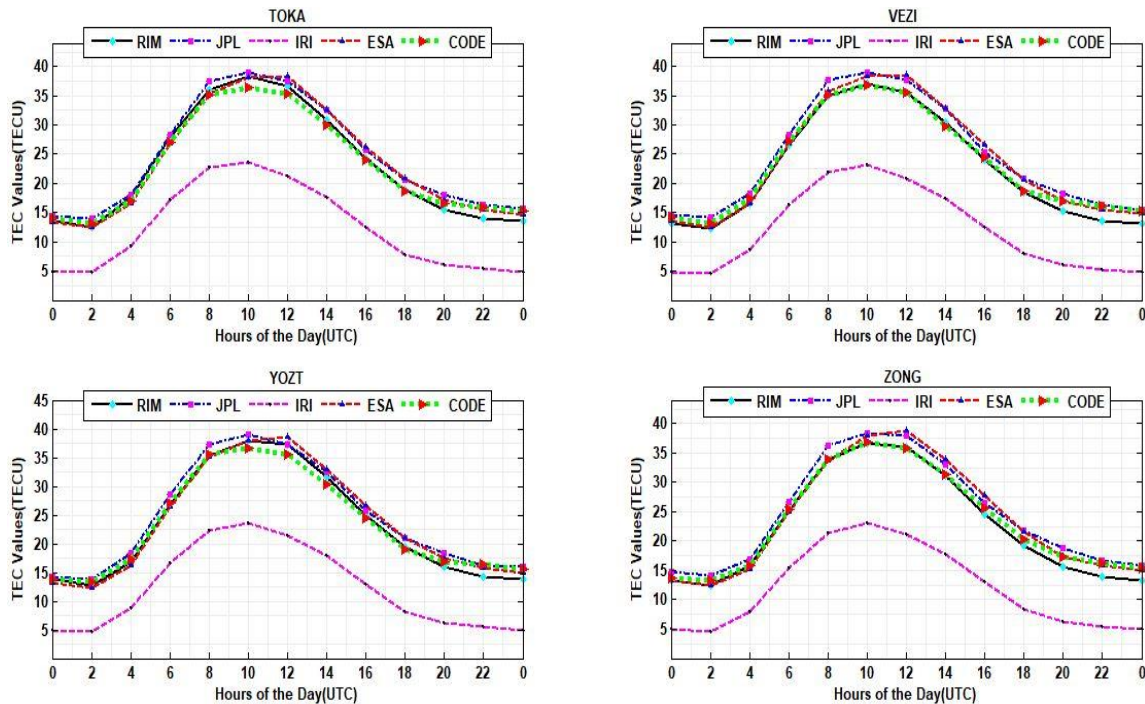 TOKA
RIM JPL IRI ESA CODE
TEC Values(TECU)
40
35
30
25
20
15
10
5
0 2 4 6 8 10 12 14 16 18 20 22 0
Hours of the Day(UTC)
VEZI
RIM JPL IRI ESA CODE
TEC Values(TECU)
40
35
30
25
20
15
10
5
0 2 4 6 8 10 12 14 16 18 20 22 0
Hours of the Day(UTC)
YOZT
RIM JPL IRI ESA CODE
TEC Values(TECU)
45
40
35
30
25
20
15
10
5
0 2 4 6 8 10 12 14 16 18 20 22 0
Hours of the Day(UTC)
ZONG
RIM JPL IRI ESA CODE
TEC Values(TECU)
40
35
30
25
20
15
10
5
0 2 4 6 8 10 12 14 16 18 20 22 0
Hours of the Day(UTC)